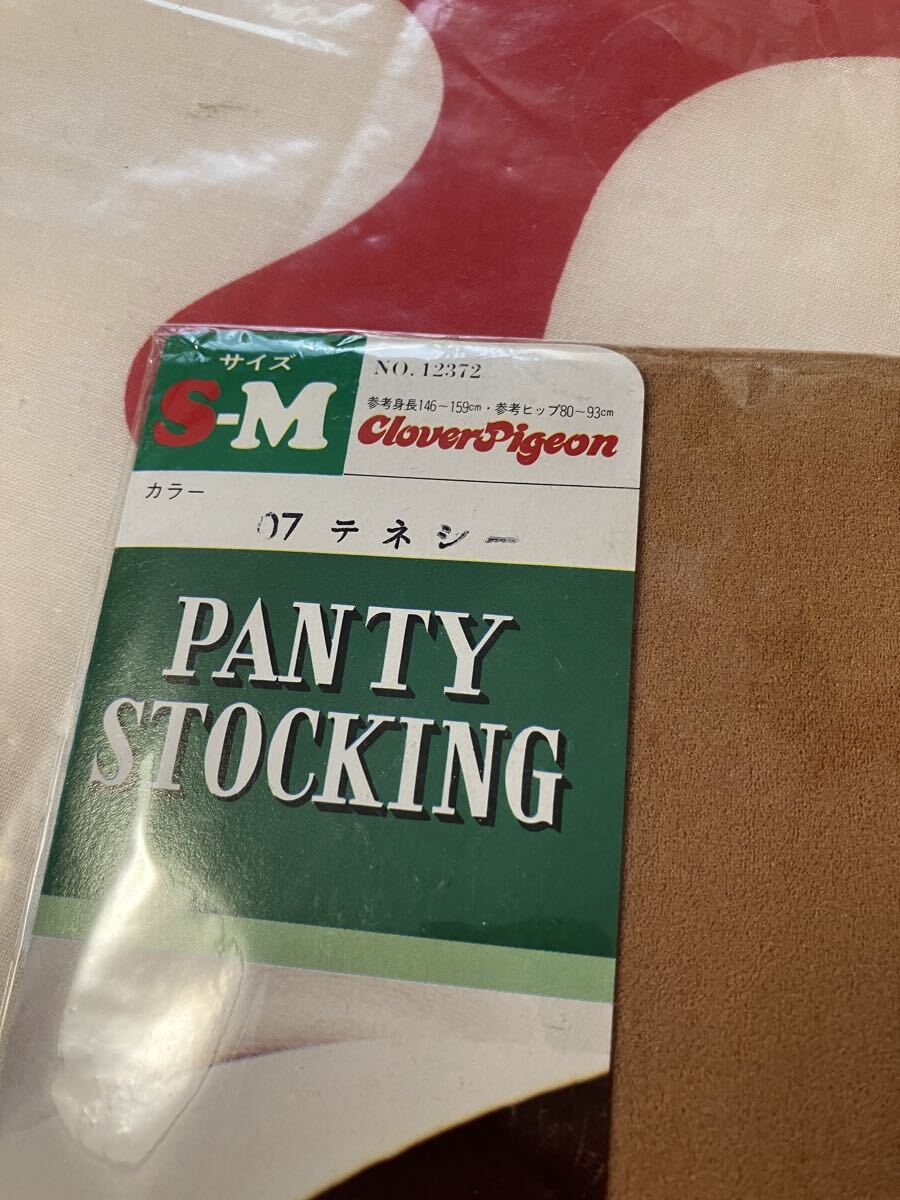 サイズ
S-M
NO. 12372
参考身長146～159㎝・参考ヒップ80～93㎝
CloverPigeon
カラー
07 テネシー
PANTY
STOCKING